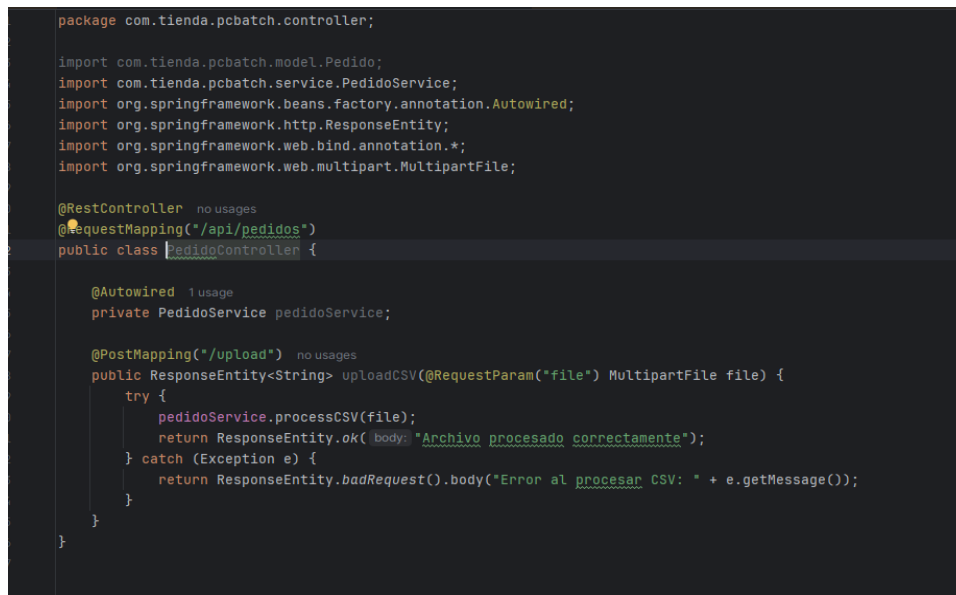 package com.tienda.pcbatch.controller;
import com.tienda.pcbatch.model.Pedido;
import com.tienda.pcbatch.service.PedidoService;
import org.springframework.beans.factory.annotation.Autowired;
import org.springframework.http.ResponseEntity;
import org.springframework.web.bind.annotation.*;
import org.springframework.web.multipart.MultipartFile;
@RestController no usages
@RequestMapping("/api/pedidos")
public class PedidoController {
@Autowired 1 usage
private PedidoService pedidoService;
@PostMapping("/upload") no usages
public ResponseEntity<String> uploadCSV(@RequestParam("file") MultipartFile file) {
try {
pedidoService.processCSV(file);
return ResponseEntity.ok( body: "Archivo procesado correctamente");
} catch (Exception e) {
return ResponseEntity.badRequest().body("Error al procesar CSV: " + e.getMessage());
}
}
}